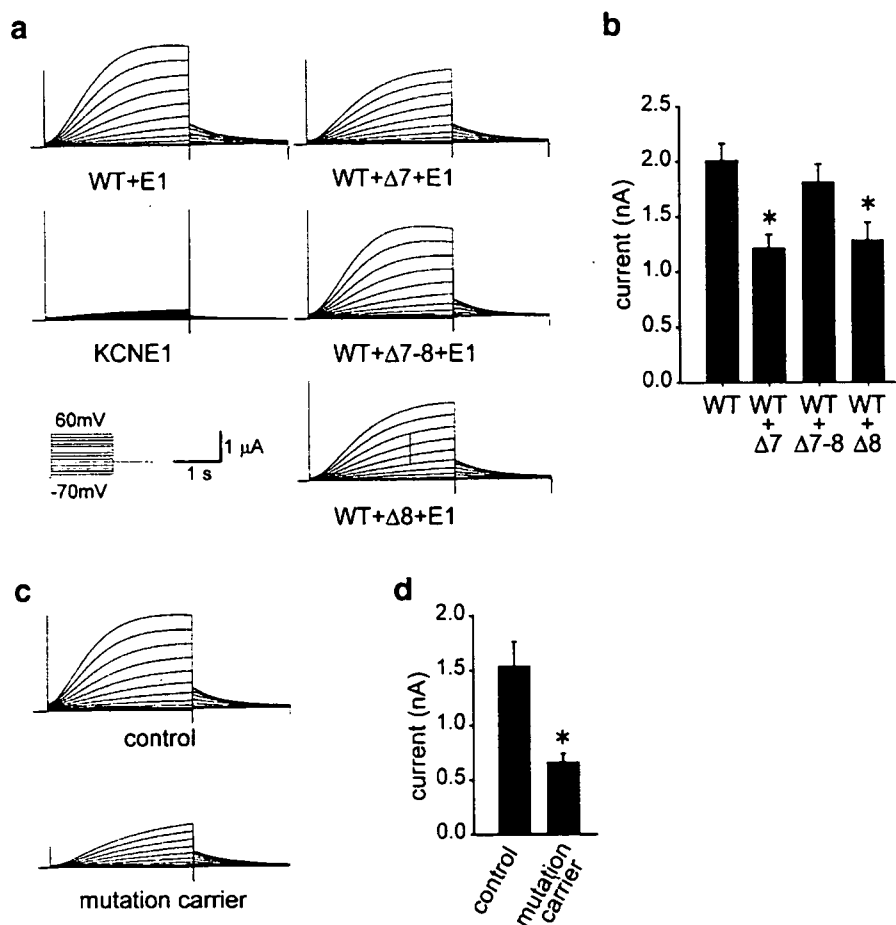 a
WT+E1
WT+Δ7+E1
KCNE1
WT+Δ7-8+E1
60mV
-70mV
1 μA
1 s
WT+Δ8+E1
b
current (nA)
2.5
2.0
1.5
1.0
0.5
0.0
*
*
WT
WT
+
Δ7
WT
+
Δ7-8
WT
+
Δ8
c
control
mutation carrier
d
current (nA)
2.0
1.5
1.0
0.5
0.0
*
control
mutation
carrier